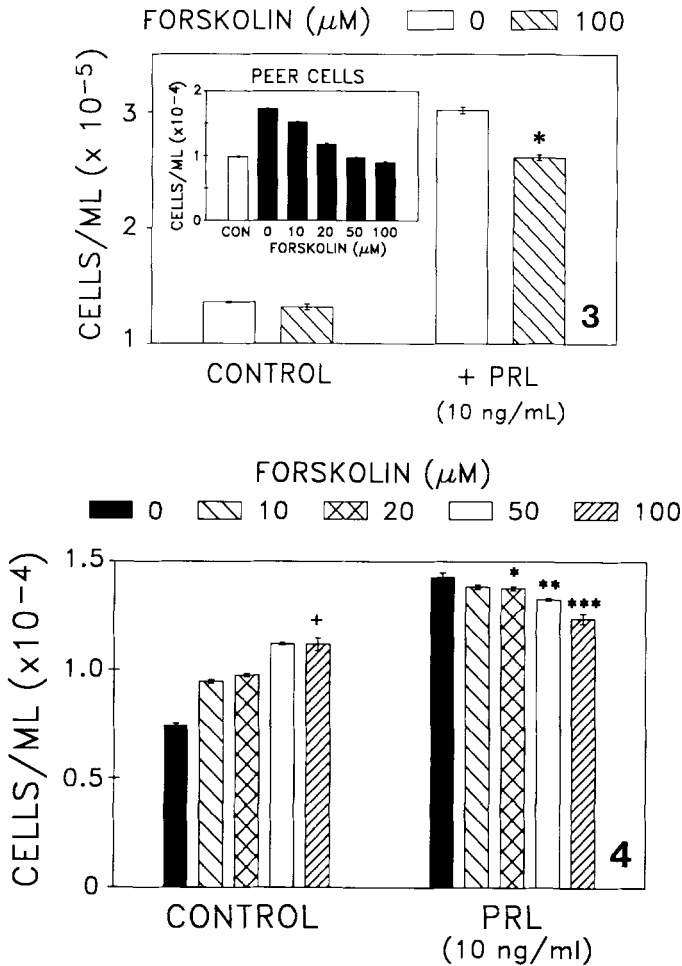 FORSKOLIN (μM) 0 100
CELLS/ML (x 10⁻⁵)
3
2
1
PEER CELLS
CELLS/ML (x10⁻⁴)
2
1
0
CON 0 10 20 50 100
FORSKOLIN (μM)
*
3
CONTROL + PRL
(10 ng/mL)
FORSKOLIN (μM)
0 10 20 50 100
CELLS/ML (x10⁻⁴)
1.5
1.0
0.5
0
+
* ** ***
4
CONTROL PRL
(10 ng/ml)